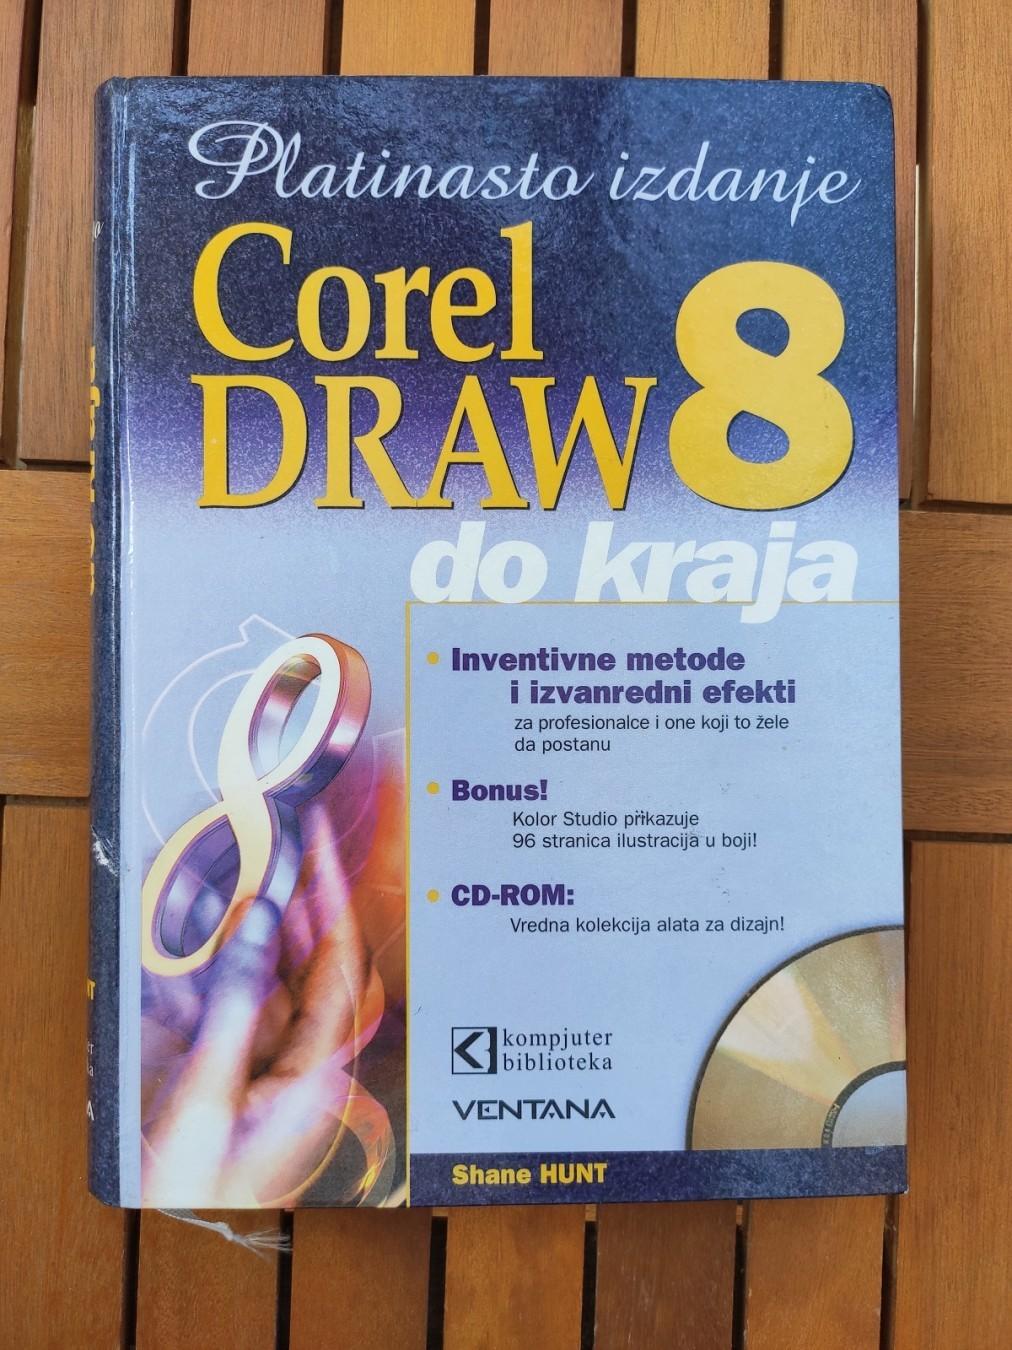 Platinasto izdanje
Corel
DRAW 8
do kraja
• Inventivne metode
i izvanredni efekti
za profesionalce i one koji to žele
da postanu
• Bonus!
Kolor Studio prikazuje
96 stranica ilustracija u boji!
• CD-ROM:
Vredna kolekcija alata za dizajn!
kompjuter
biblioteka
VENTANA
Shane HUNT